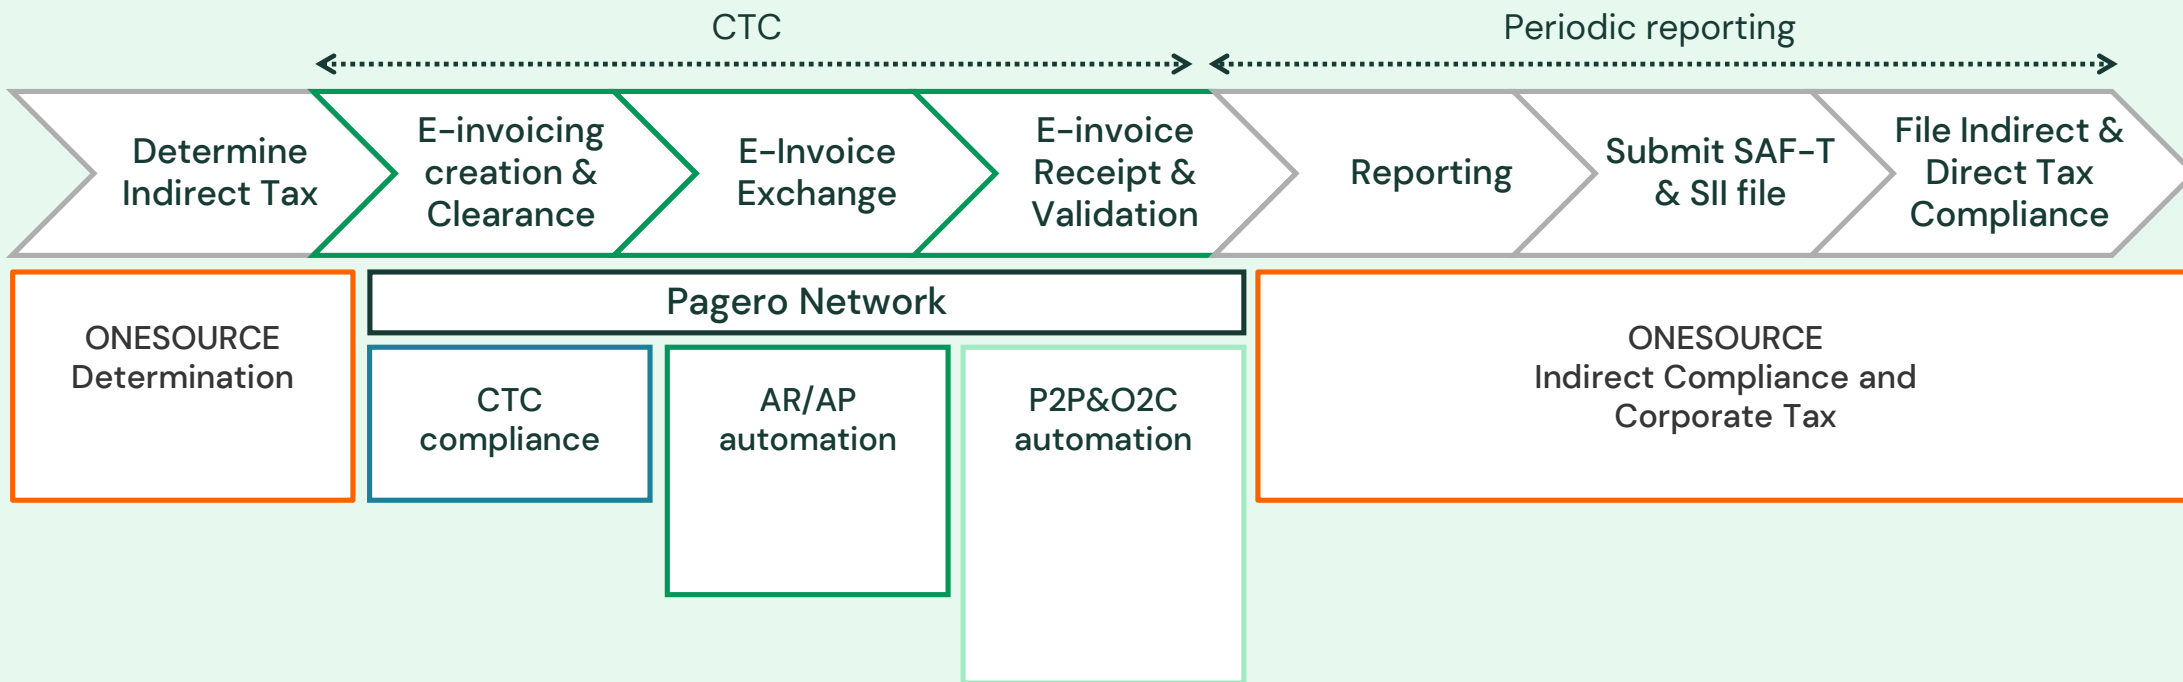 CTC
Periodic reporting
Determine
Indirect Tax
E-invoicing
creation &
Clearance
E-Invoice
Exchange
E-invoice
Receipt &
Validation
Reporting
Submit SAF-T
& SII file
File Indirect &
Direct Tax
Compliance
ONESOURCE
Determination
Pagero Network
CTC
compliance
AR/AP
automation
P2P&O2C
automation
ONESOURCE
Indirect Compliance and
Corporate Tax